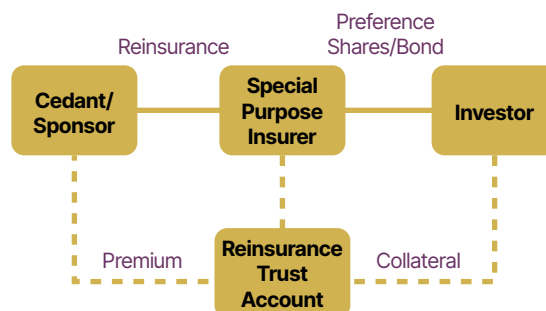 Preference
Reinsurance
Shares/Bond
Cedant/
Sponsor
Special
Purpose
Insurer
Investor
Premium
Reinsurance
Trust
Account
Collateral